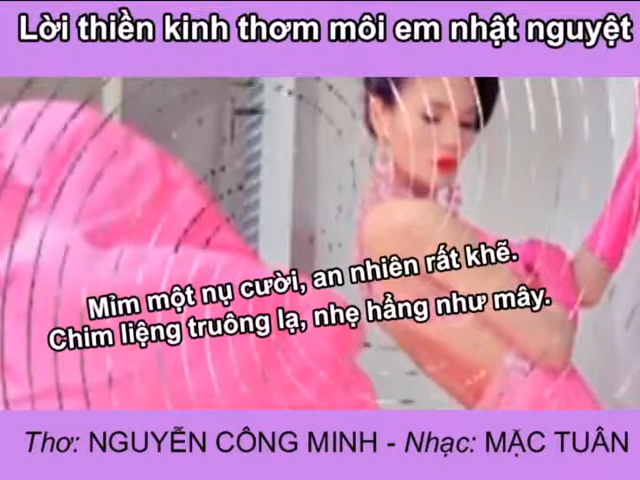 Lời thiền kinh thơm môi em nhật nguyệt
Mỉm một nụ cười, an nhiên rất khẽ.
Chim liệng truông lạ, nhẹ hẳng như mây.
Thơ: NGUYỄN CÔNG MINH - Nhạc: MẶC TUÂN